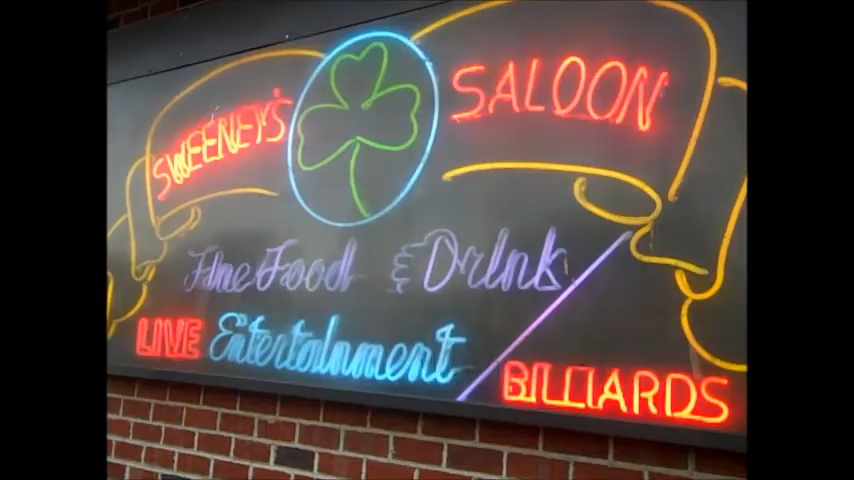 SWEENEY'S SALOON
Fine Food & Drink
LIVE Entertainment BILLIARDS